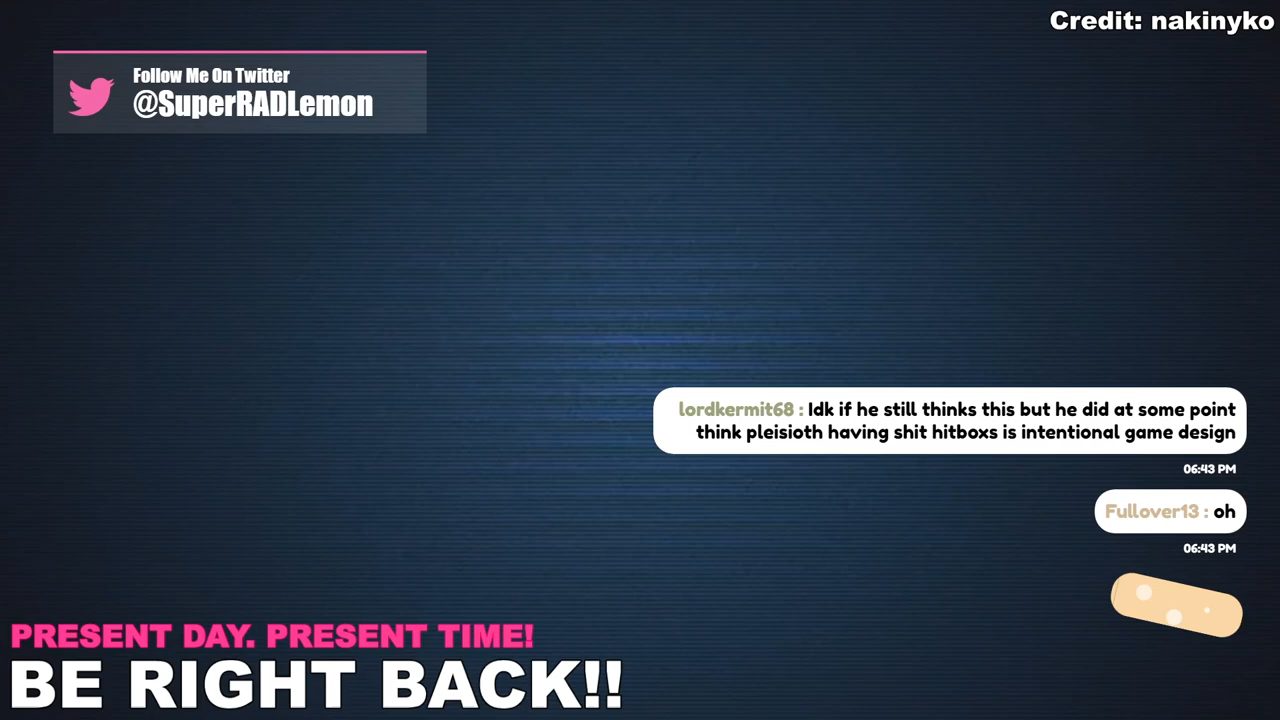 Credit: nakinyko
Follow Me On Twitter
@SuperRADLemon
lordkermit68 : Idk if he still thinks this but he did at some point
think pleisioth having shit hitboxs is intentional game design
06:43 PM
Fullover13 : oh
06:43 PM
PRESENT DAY. PRESENT TIME!
BE RIGHT BACK!!